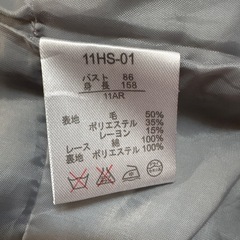 11HS-01
バスト 86
身長 158
11AR
表地 毛 50%
ポリエステル 35%
レーヨン 15%
レース 綿 100%
裏地 ポリエステル 100%